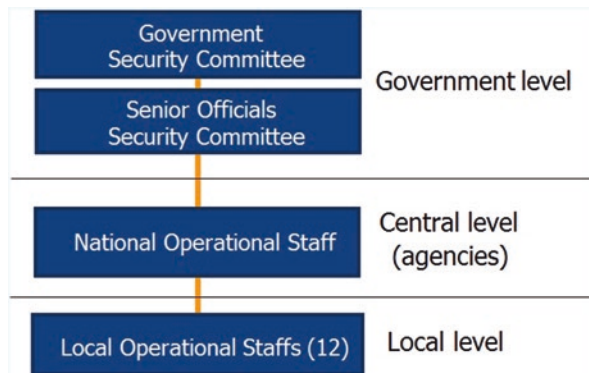 Government
Security Committee
Government level
Senior Officials
Security Committee
National Operational Staff
Central level
(agencies)
Local Operational Staffs (12)
Local level